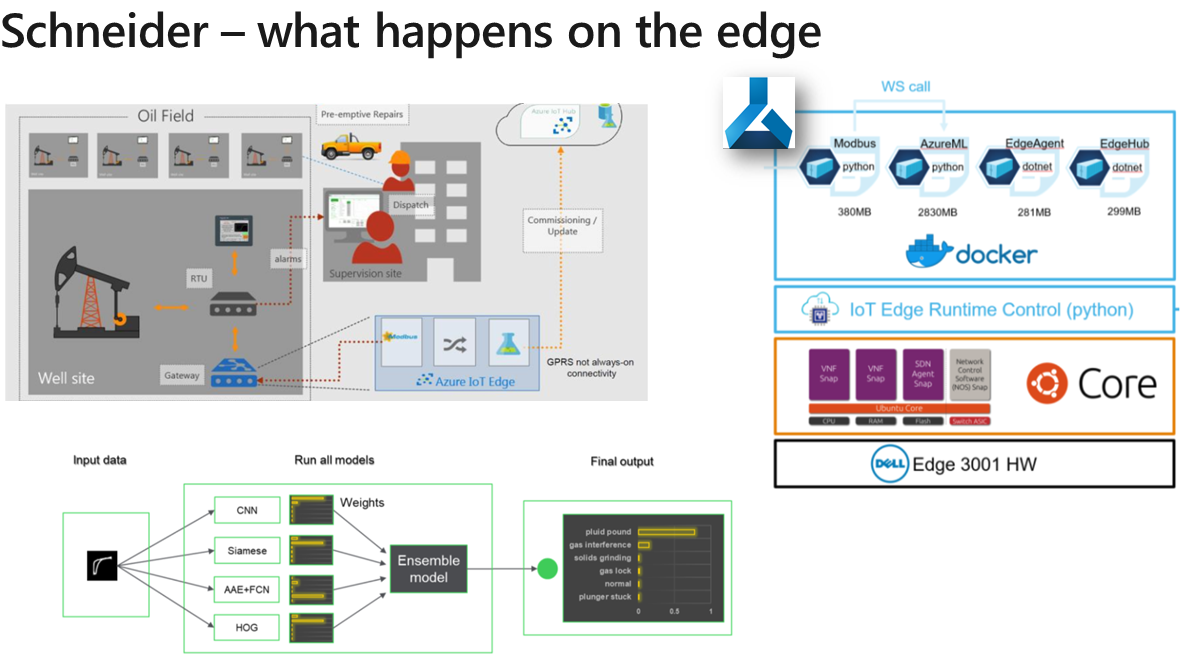 Schneider – what happens on the edge
Oil Field
Pre-emptive Repairs
Azure IoT Hub
Dispatch
Commissioning /
Update
alarms
RTU
Supervision site
Gateway
Well site
Modbus
Azure IoT Edge
GPRS not always-on
connectivity
WS call
Modbus
python
380MB
AzureML
python
2830MB
EdgeAgent
dotnet
281MB
EdgeHub
dotnet
299MB
docker
IoT Edge Runtime Control (python)
VNF
Snap
VNF
Snap
SDN
Agent
Snap
Network
Control
Software
(NOS) Snap
Ubuntu Core
CPU
RAM
Flash
Switch ASIC
Core
DELL
Edge 3001 HW
Input data
Run all models
Final output
CNN
Siamese
AAE+FCN
HOG
Weights
Ensemble
model
pluid pound
gas interference
solids grinding
gas lock
normal
plunger stuck
0 0.5 1